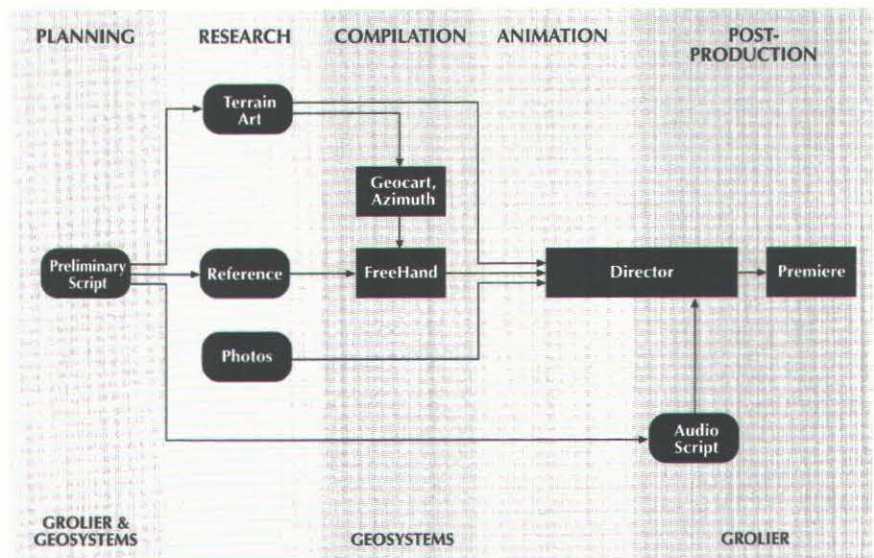 PLANNING
RESEARCH
COMPILATION
ANIMATION
POST-
PRODUCTION
Terrain
Art
Geocart,
Azimuth
Preliminary
Script
Reference
FreeHand
Director
Premiere
Photos
Audio
Script
GROLIER &
GEOSYSTEMS
GEOSYSTEMS
GROLIER